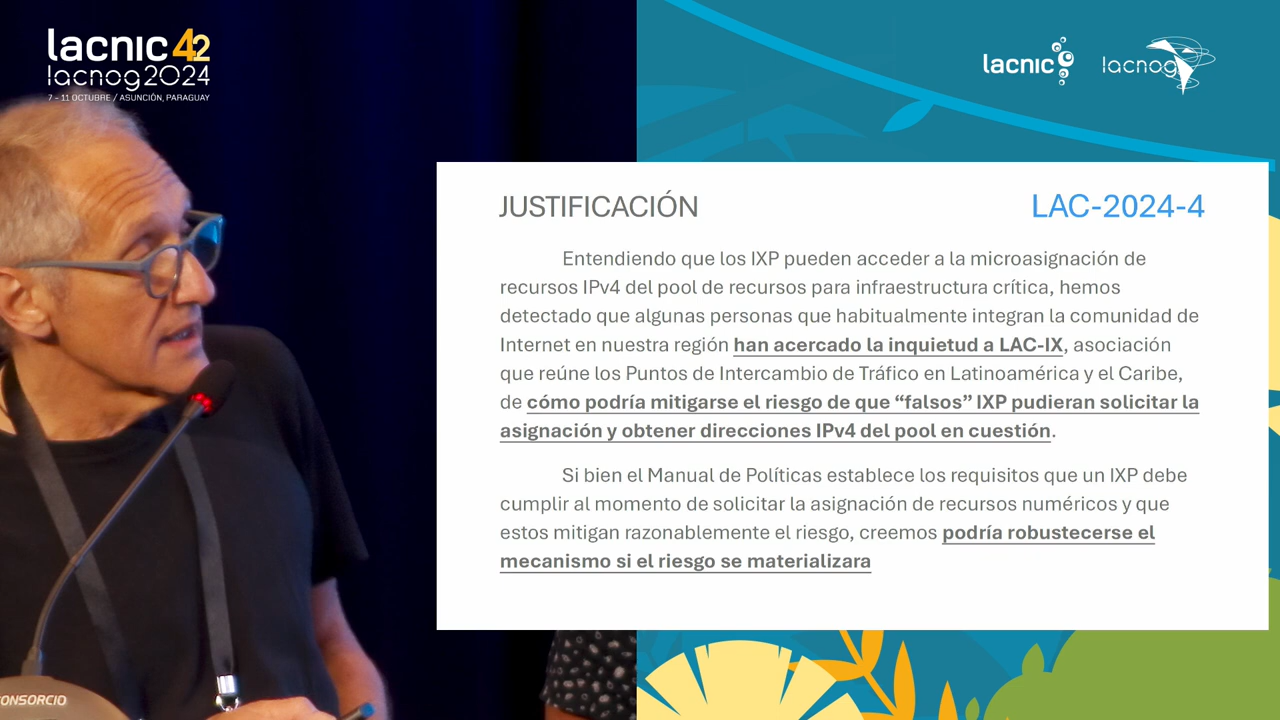 lacnic 42
lacnog2024
7 - 11 OCTUBRE / ASUNCIÓN, PARAGUAY
lacnic
lacnog
JUSTIFICACIÓN
LAC-2024-4
Entendiendo que los IXP pueden acceder a la microasignación de
recursos IPv4 del pool de recursos para infraestructura crítica, hemos
detectado que algunas personas que habitualmente integran la comunidad de
Internet en nuestra región han acercado la inquietud a LAC-IX, asociación
que reúne los Puntos de Intercambio de Tráfico en Latinoamérica y el Caribe,
de cómo podría mitigarse el riesgo de que “falsos” IXP pudieran solicitar la
asignación y obtener direcciones IPv4 del pool en cuestión.
Si bien el Manual de Políticas establece los requisitos que un IXP debe
cumplir al momento de solicitar la asignación de recursos numéricos y que
estos mitigan razonablemente el riesgo, creemos podría robustecerse el
mecanismo si el riesgo se materializara
CONSORCIO